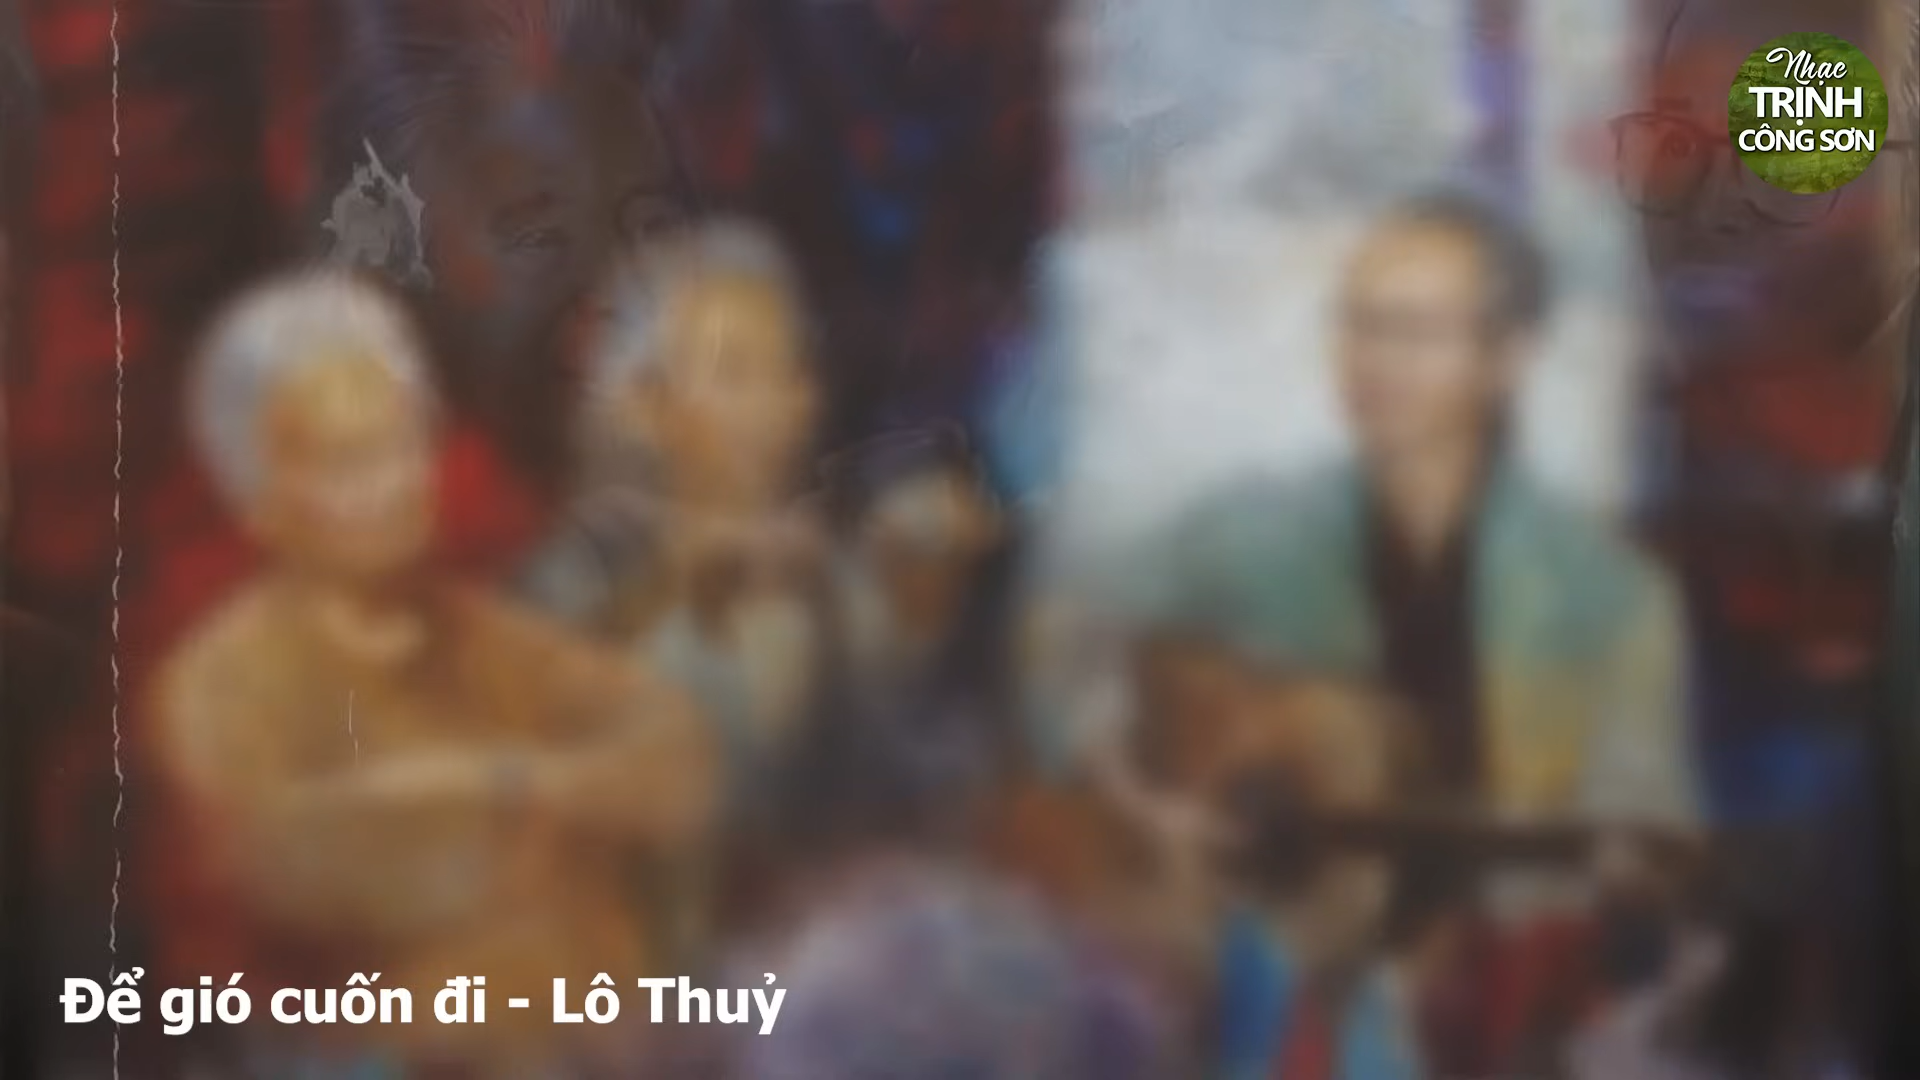 Nhạc
TRỊNH
CÔNG SƠN
Để gió cuốn đi - Lô Thuỷ